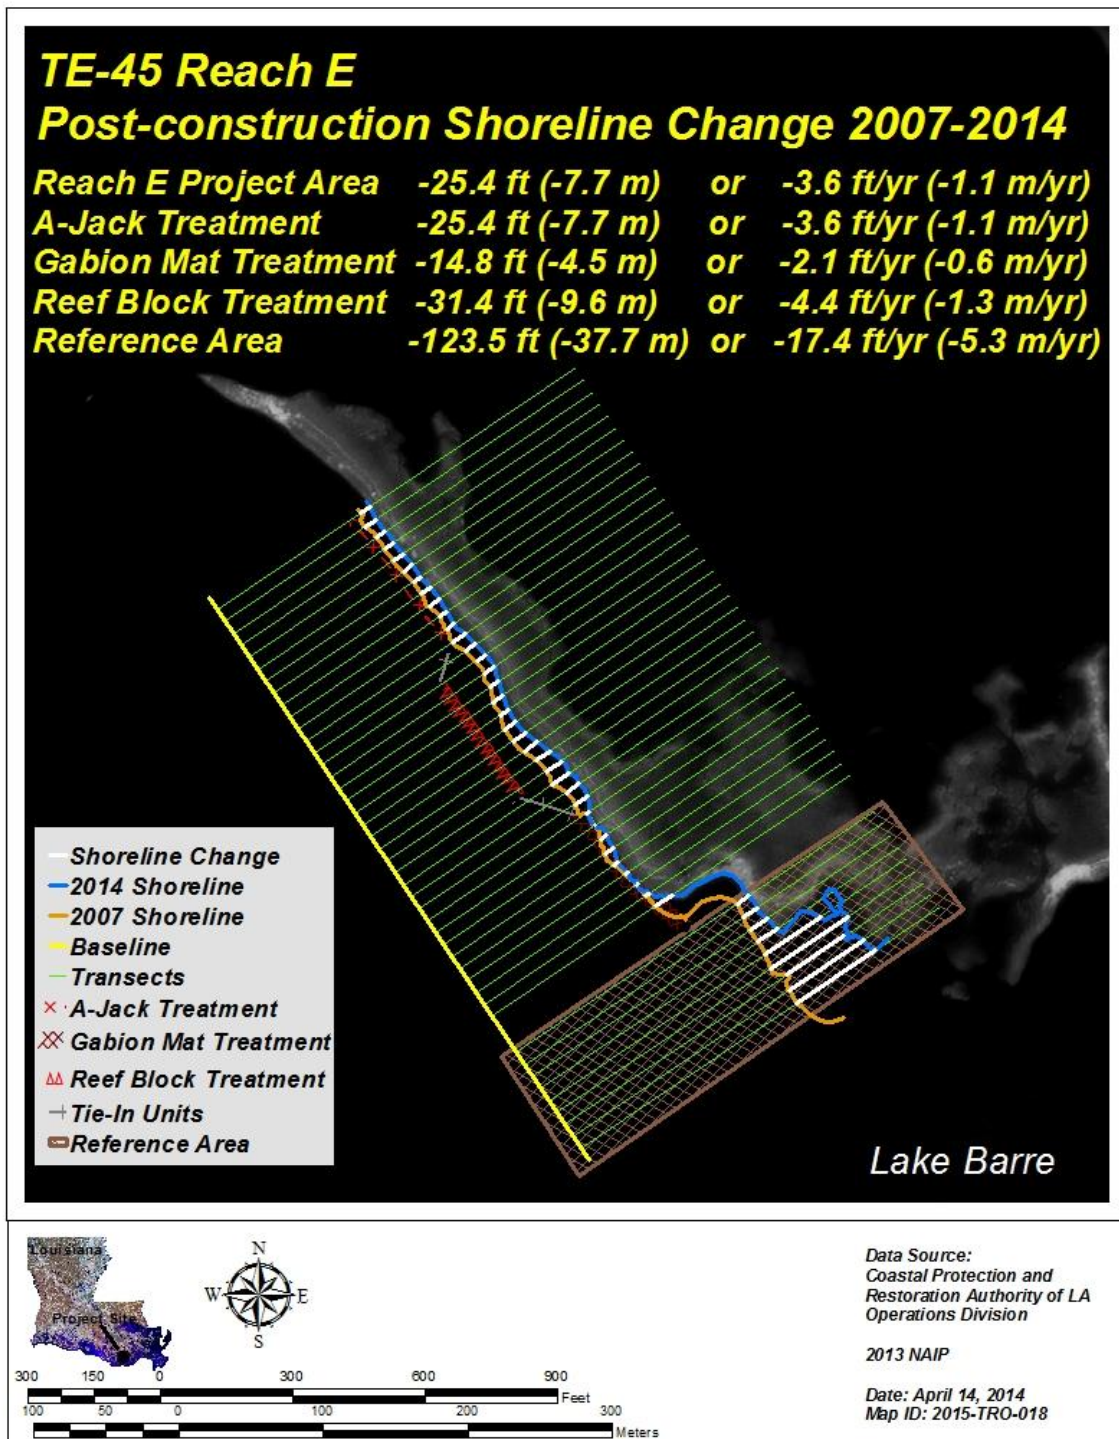 TE-45 Reach E
Post-construction Shoreline Change 2007-2014
Reach E Project Area -25.4 ft (-7.7 m) or -3.6 ft/yr (-1.1 m/yr)
A-Jack Treatment -25.4 ft (-7.7 m) or -3.6 ft/yr (-1.1 m/yr)
Gabion Mat Treatment -14.8 ft (-4.5 m) or -2.1 ft/yr (-0.6 m/yr)
Reef Block Treatment -31.4 ft (-9.6 m) or -4.4 ft/yr (-1.3 m/yr)
Reference Area -123.5 ft (-37.7 m) or -17.4 ft/yr (-5.3 m/yr)
Shoreline Change
2014 Shoreline
2007 Shoreline
Baseline
Transects
A-Jack Treatment
Gabion Mat Treatment
Reef Block Treatment
Tie-In Units
Reference Area
Lake Barre
Louisiana
Project Site
N
W E
S
300 150 0 300 600 900
Feet
100 50 0 100 200 300
Meters
Data Source:
Coastal Protection and
Restoration Authority of LA
Operations Division
2013 NAIP
Date: April 14, 2014
Map ID: 2015-TRO-018